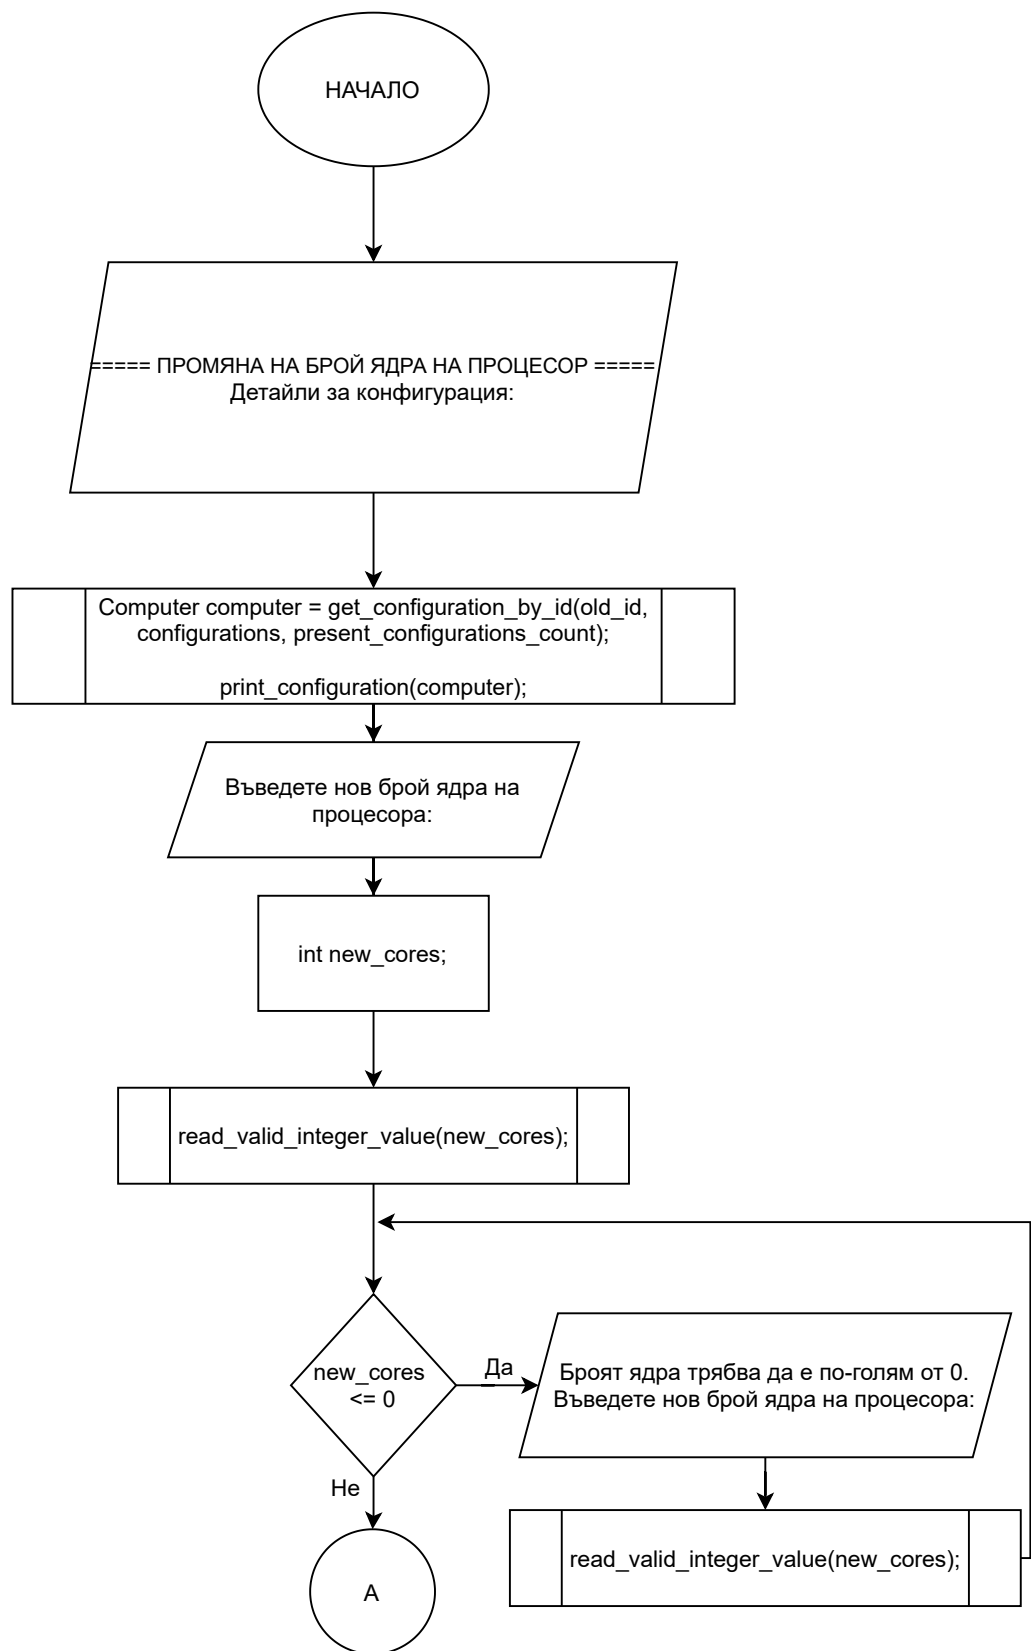 НАЧАЛО
===== ПРОМЯНА НА БРОЙ ЯДРА НА ПРОЦЕСОР =====
Детайли за конфигурация:
Computer computer = get_configuration_by_id(old_id,
configurations, present_configurations_count);
print_configuration(computer);
Въведете нов брой ядра на
процесора:
int new_cores;
read_valid_integer_value(new_cores);
new_cores
<= 0
Да
Броят ядра трябва да е по-голям от 0.
Въведете нов брой ядра на процесора:
Не
read_valid_integer_value(new_cores);
A